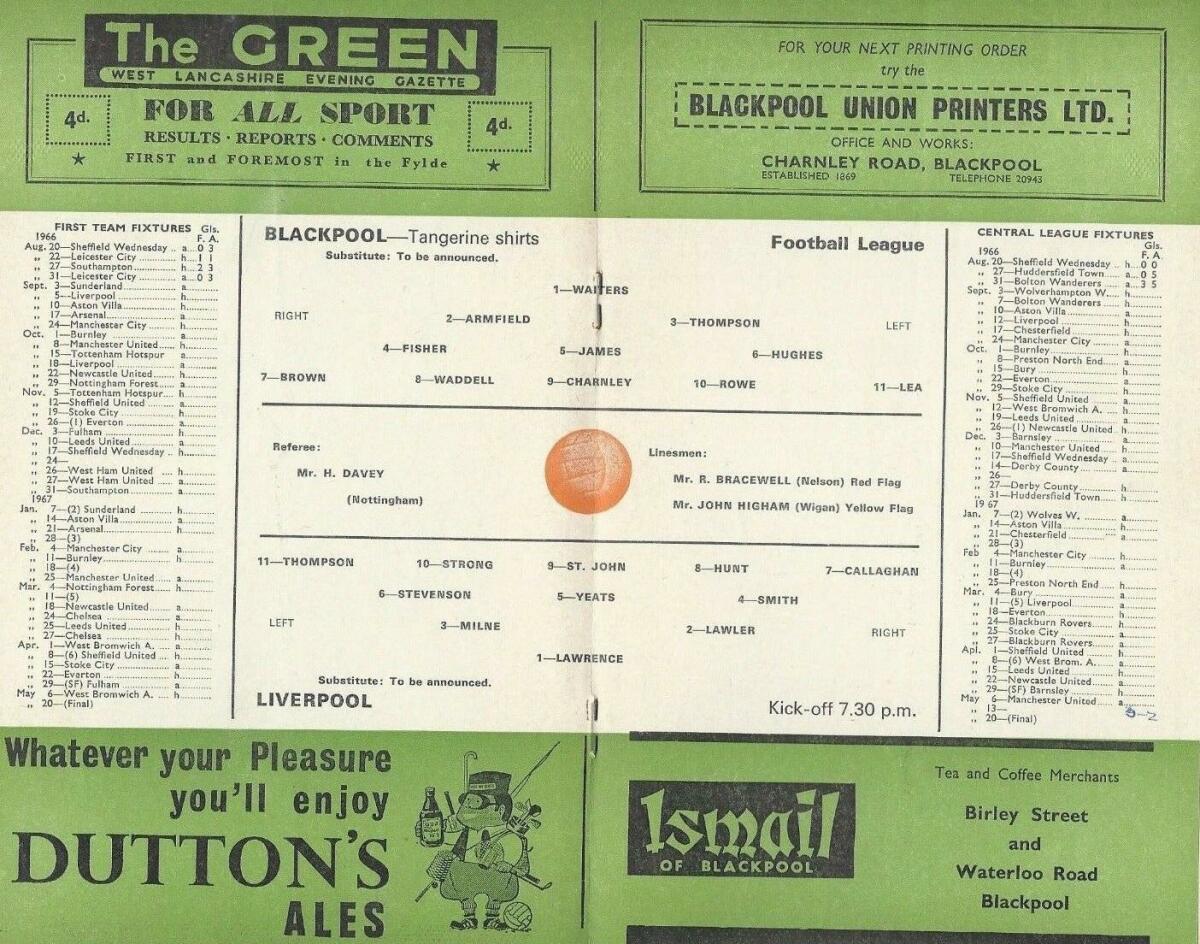 The GREEN
WEST LANCASHIRE EVENING GAZETTE
4d. FOR ALL SPORT 4d.
RESULTS · REPORTS · COMMENTS
FIRST and FOREMOST in the Fylde
FOR YOUR NEXT PRINTING ORDER
try the
BLACKPOOL UNION PRINTERS LTD.
OFFICE AND WORKS:
CHARNLEY ROAD, BLACKPOOL
ESTABLISHED 1869 TELEPHONE 20943
FIRST TEAM FIXTURES Gls.
1966 F. A.
Aug. 20—Sheffield Wednesday .. a...0 3
„ 22—Leicester City ... h...1 1
„ 27—Southampton ... h...2 3
„ 31—Leicester City ... a...0 3
Sept. 3—Sunderland ... a
„ 5—Liverpool ... h
„ 10—Aston Villa ... h
„ 17—Arsenal ... a
„ 24—Manchester City ... h
Oct. 1—Burnley ... a
„ 8—Manchester United ... h
„ 15—Tottenham Hotspur a
„ 18—Liverpool ... a
„ 22—Newcastle United ... h
„ 29—Nottingham Forest ... a
Nov. 5—Tottenham Hotspur ... h
„ 12—Sheffield United ... a
„ 19—Stoke City ... h
„ 26—(1) Everton ... a
Dec. 3—Fulham ... h
„ 10—Leeds United ... a
„ 17—Sheffield Wednesday .. h
„ 24—
„ 26—West Ham United ... h
„ 27—West Ham United ... a
„ 31—Southampton ... a
1967
Jan. 7—(2) Sunderland ... h
„ 14—Aston Villa ... a
„ 21—Arsenal ... h
„ 28—(3)
Feb. 4—Manchester City ... a
„ 11—Burnley ... h
„ 18—(4)
„ 25—Manchester United ... a
Mar. 4—Nottingham Forest ... h
„ 11—(5)
„ 18—Newcastle United ... a
„ 24—Chelsea ... a
„ 25—Leeds United ... h
„ 27—Chelsea ... h
Apr. 1—West Bromwich A. ... a
„ 8—(6) Sheffield United ... h
„ 15—Stoke City ... a
„ 22—Everton ... h
„ 29—(SF) Fulham ... a
May 6—West Bromwich A. ... h
„ 20—(Final)
BLACKPOOL—Tangerine shirts Football League
Substitute: To be announced.
1—WAITERS
RIGHT 2—ARMFIELD 3—THOMPSON LEFT
4—FISHER 5—JAMES 6—HUGHES
7—BROWN 8—WADDELL 9—CHARNLEY 10—ROWE 11—LEA
Referee:
Mr. H. DAVEY
(Nottingham)
Linesmen:
Mr. R. BRACEWELL (Nelson) Red Flag
Mr. JOHN HIGHAM (Wigan) Yellow Flag
11—THOMPSON 10—STRONG 9—ST. JOHN 8—HUNT 7—CALLAGHAN
6—STEVENSON 5—YEATS 4—SMITH
LEFT 3—MILNE 2—LAWLER RIGHT
1—LAWRENCE
Substitute: To be announced.
LIVERPOOL Kick-off 7.30 p.m.
CENTRAL LEAGUE FIXTURES
Gls.
1966 F. A.
Aug. 20—Sheffield Wednesday .. h...0 0
„ 27—Huddersfield Town ... a...0 5
„ 31—Bolton Wanderers ... a...3 5
Sept. 3—Wolverhampton W. ... h
„ 7—Bolton Wanderers ... h
„ 10—Aston Villa ... a
„ 12—Liverpool ... h
„ 17—Chesterfield ... h
„ 24—Manchester City ... a
Oct. 1—Burnley ... h
„ 8—Preston North End ... a
„ 15—Bury ... h
„ 22—Everton ... a
„ 29—Stoke City ... h
Nov. 5—Sheffield United ... a
„ 12—West Bromwich A. ... h
„ 19—Leeds United ... a
„ 26—(1) Newcastle United .. h
Dec. 3—Barnsley ... a
„ 10—Manchester United ... h
„ 17—Sheffield Wednesday ... a
„ 14—Derby County ... a
„ 26—
„ 27—Derby County ... h
„ 31—Huddersfield Town ... h
1967
Jan. 7—(2) Wolves W. ... a
„ 14—Aston Villa ... h
„ 21—Chesterfield ... a
„ 28—(3)
Feb 4—Manchester City ... h
„ 11—Burnley ... a
„ 18—(4)
„ 25—Preston North End ... h
Mar. 4—Bury ... a
„ 11—(5) Liverpool ... a
„ 18—Everton ... h
„ 24—Blackburn Rovers ... h
„ 25—Stoke City ... a
„ 27—Blackburn Rovers ... a
Apl. 1—Sheffield United ... h
„ 8—(6) West Brom. A. ... a
„ 15—Leeds United ... h
„ 22—Newcastle United ... a
„ 29—(SF) Barnsley ... h
May 6—Manchester United ... a
„ 13—
„ 20—(Final)
Whatever your Pleasure
you'll enjoy
DUTTON'S
ALES
Ismail
OF BLACKPOOL
Tea and Coffee Merchants
Birley Street
and
Waterloo Road
Blackpool